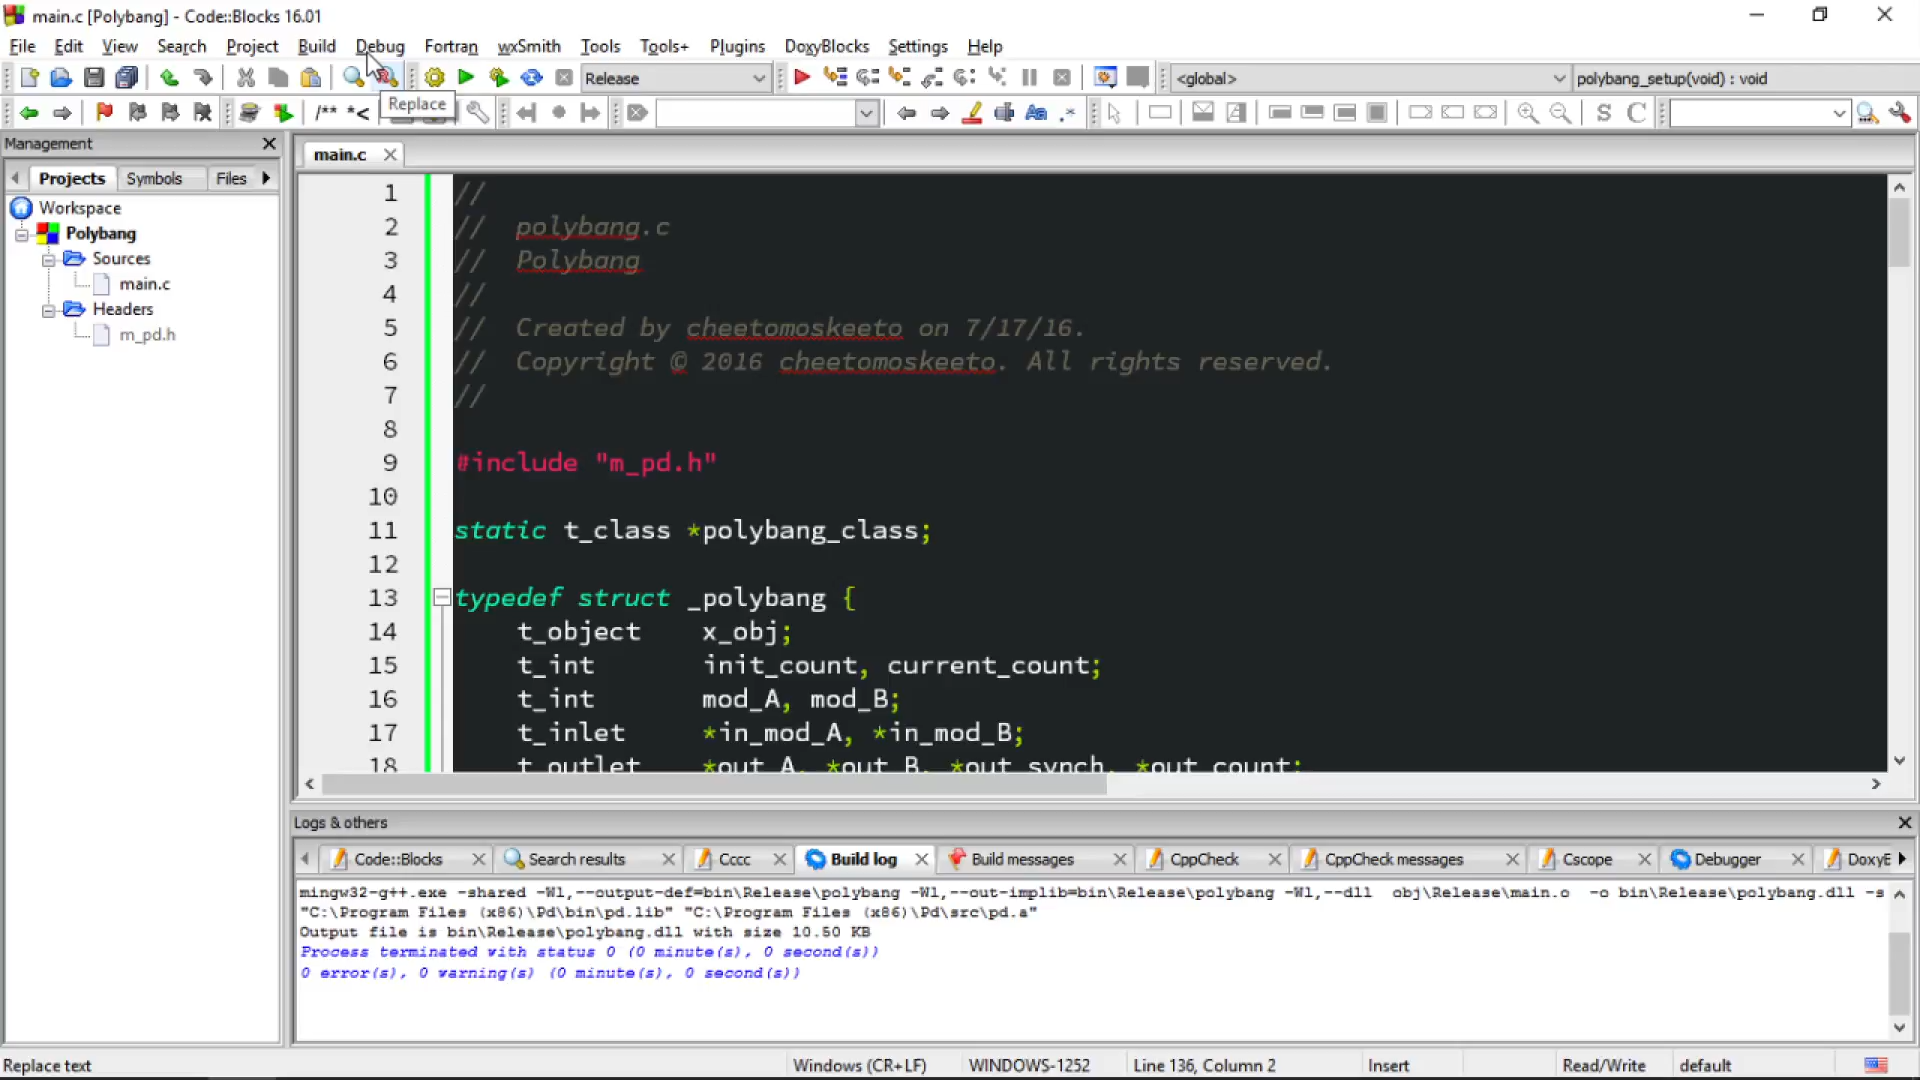 main.c [Polybang] - Code::Blocks 16.01
File Edit View Search Project Build Debug Fortran wxSmith Tools Tools+ Plugins DoxyBlocks Settings Help
Release <global> polybang_setup(void) : void
/** *< Replace Aa .* S C
Management
Projects Symbols Files
Workspace
Polybang
Sources
main.c
Headers
m_pd.h
main.c
1 //
2 // polybang.c
3 // Polybang
4 //
5 // Created by cheetomoskeeto on 7/17/16.
6 // Copyright © 2016 cheetomoskeeto. All rights reserved.
7 //
8
9 #include "m_pd.h"
10
11 static t_class *polybang_class;
12
13 typedef struct _polybang {
14 t_object x_obj;
15 t_int init_count, current_count;
16 t_int mod_A, mod_B;
17 t_inlet *in_mod_A, *in_mod_B;
18 t_outlet *out_A, *out_B, *out_synch, *out_count;
Logs & others
Code::Blocks Search results Cccc Build log Build messages CppCheck CppCheck messages Cscope Debugger DoxyE
mingw32-g++.exe -shared -Wl,--output-def=bin\Release\polybang -Wl,--out-implib=bin\Release\polybang -Wl,--dll obj\Release\main.o -o bin\Release\polybang.dll -s
"C:\Program Files (x86)\Pd\bin\pd.lib" "C:\Program Files (x86)\Pd\src\pd.a"
Output file is bin\Release\polybang.dll with size 10.50 KB
Process terminated with status 0 (0 minute(s), 0 second(s))
0 error(s), 0 warning(s) (0 minute(s), 0 second(s))
Replace text Windows (CR+LF) WINDOWS-1252 Line 136, Column 2 Insert Read/Write default